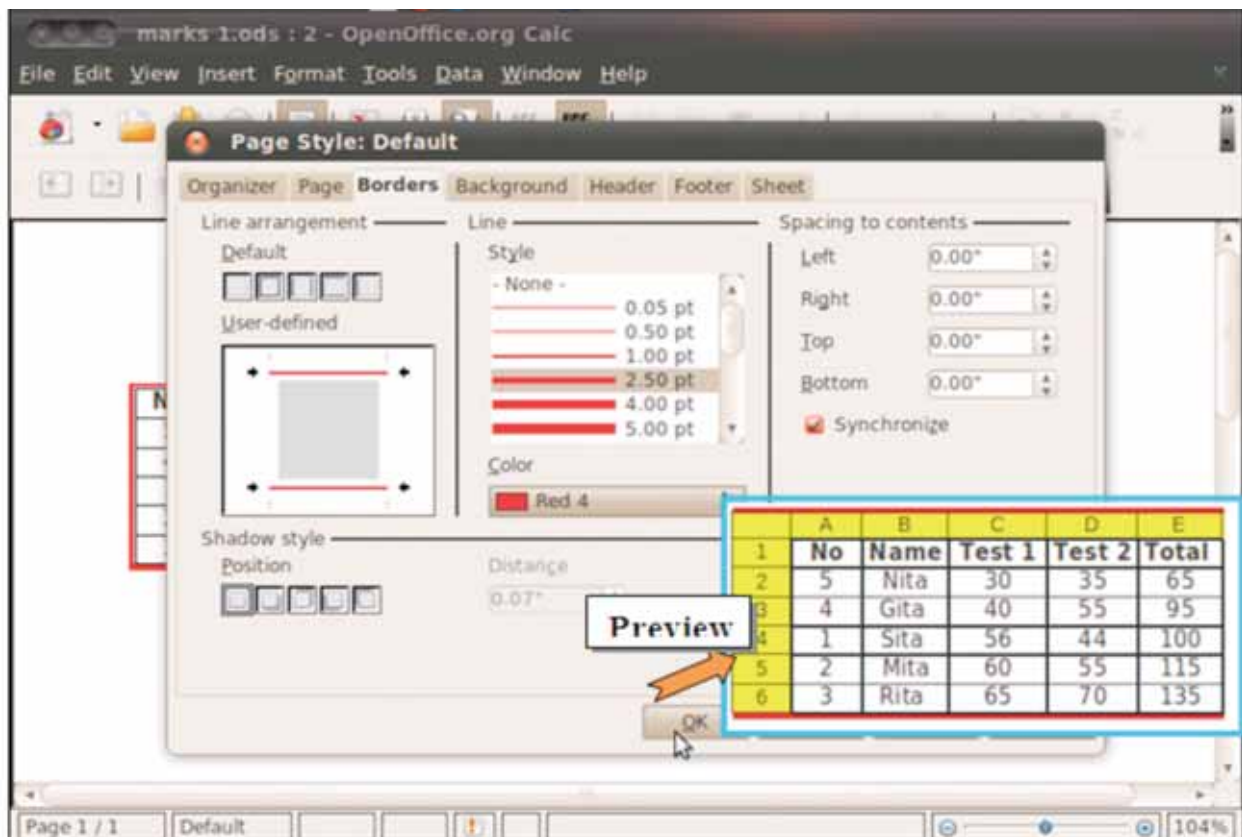 marks 1.ods : 2 - OpenOffice.org Calc
File Edit View Insert Format Tools Data Window Help
Page Style: Default
Organizer Page Borders Background Header Footer Sheet
Line arrangement
Default
User-defined
Line
Style
- None -
0.05 pt
0.50 pt
1.00 pt
2.50 pt
4.00 pt
5.00 pt
Color
Red 4
Spacing to contents
Left 0.00"
Right 0.00"
Top 0.00"
Bottom 0.00"
Synchronize
Shadow style
Position
Distance
0.07"
N
Preview
OK
A B C D E
1 No Name Test 1 Test 2 Total
2 5 Nita 30 35 65
3 4 Gita 40 55 95
4 1 Sita 56 44 100
5 2 Mita 60 55 115
6 3 Rita 65 70 135
Page 1 / 1 Default 104%